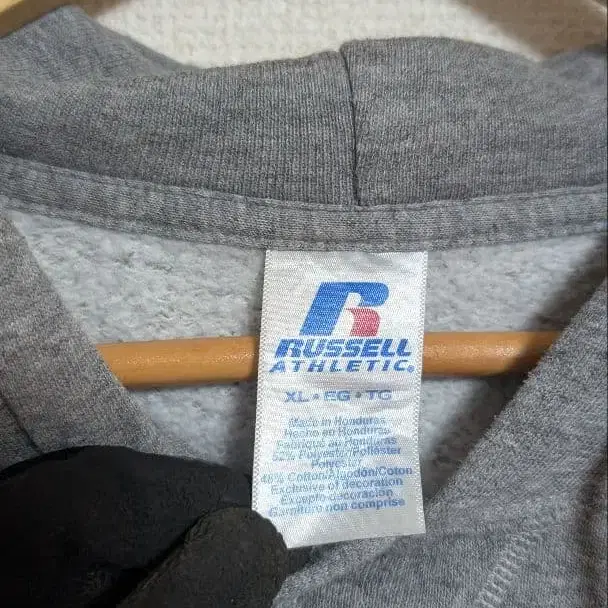 R
RUSSELL
ATHLETIC®
XL • EG • TG
Made in Honduras
Hecho en Honduras
Fabriqué au Honduras
52% Polyester/Poliéster
Polyester
48% Cotton/Algodón/Coton
Exclusive of decoration
Excepto decoración
Garniture non comprise